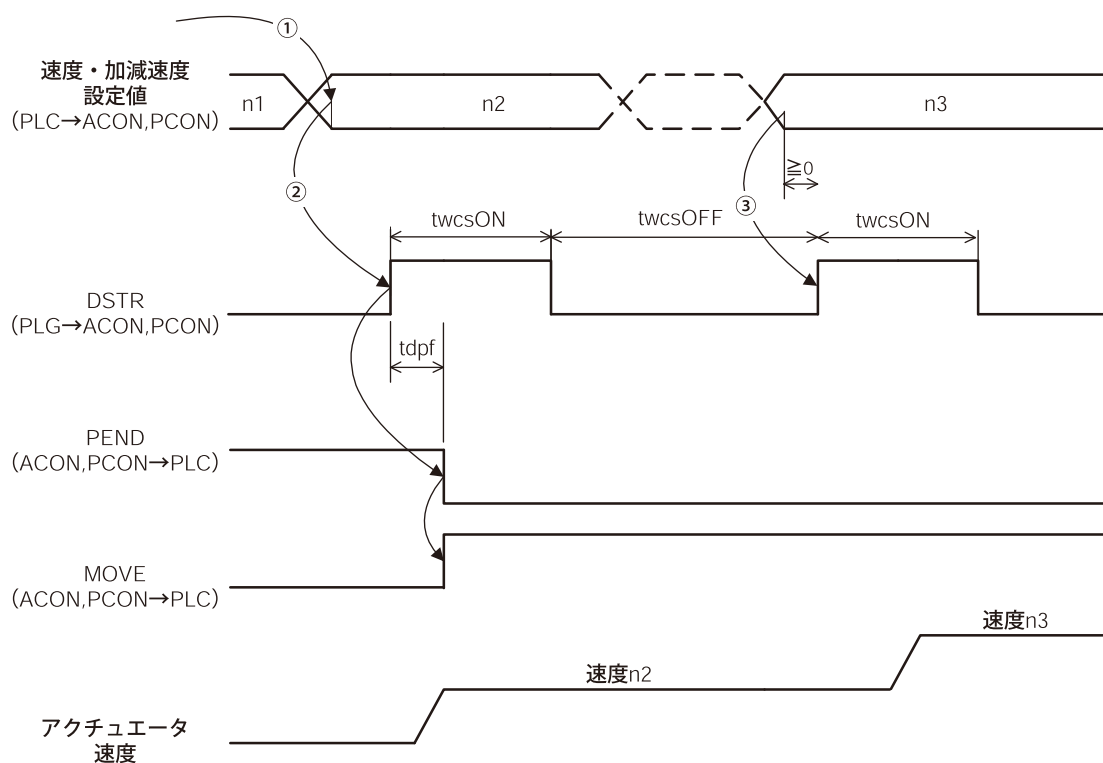 ①
速度・加減速度
設定値
(PLC→ACON,PCON)
n1
n2
n3
②
≧0
③
twcsON
twcsOFF
twcsON
DSTR
(PLG→ACON,PCON)
tdpf
PEND
(ACON,PCON→PLC)
MOVE
(ACON,PCON→PLC)
速度n3
速度n2
アクチュエータ
速度